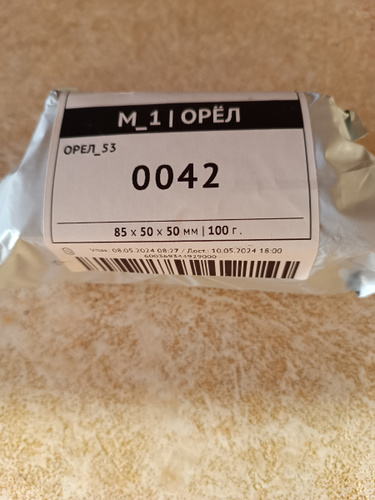 М_1 | ОРЁЛ
ОРЕЛ_53
0042
85 x 50 x 50 мм | 100 г.
Упак.: 08.05.2024 08:27 / Дост.: 10.05.2024 18:00
600369344929000